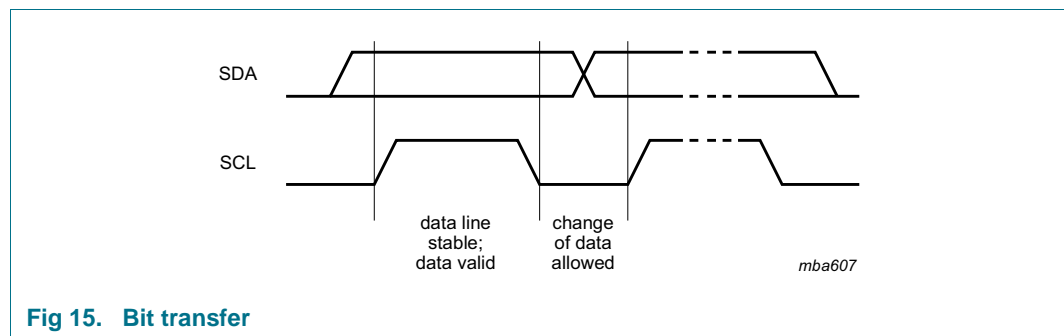 SDA
SCL
data line
stable;
data valid
change
of data
allowed
mba607
Fig 15. Bit transfer